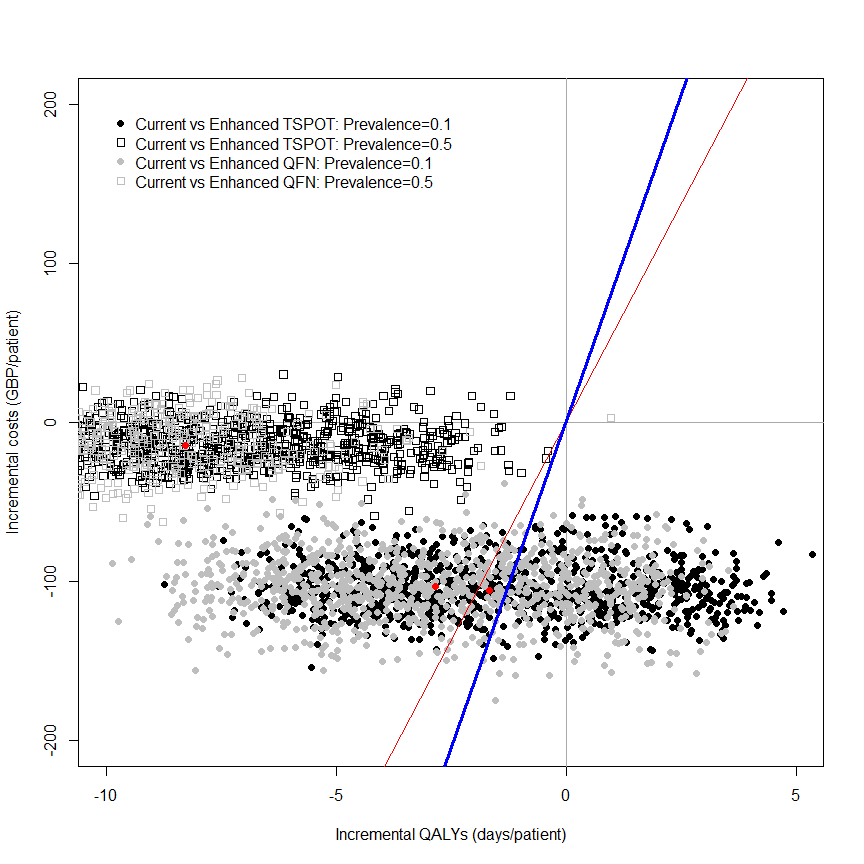 200
100
0
-100
-200
Incremental costs (GBP/patient)
Current vs Enhanced TSPOT: Prevalence=0.1
Current vs Enhanced TSPOT: Prevalence=0.5
Current vs Enhanced QFN: Prevalence=0.1
Current vs Enhanced QFN: Prevalence=0.5
-10 -5 0 5
Incremental QALYs (days/patient)